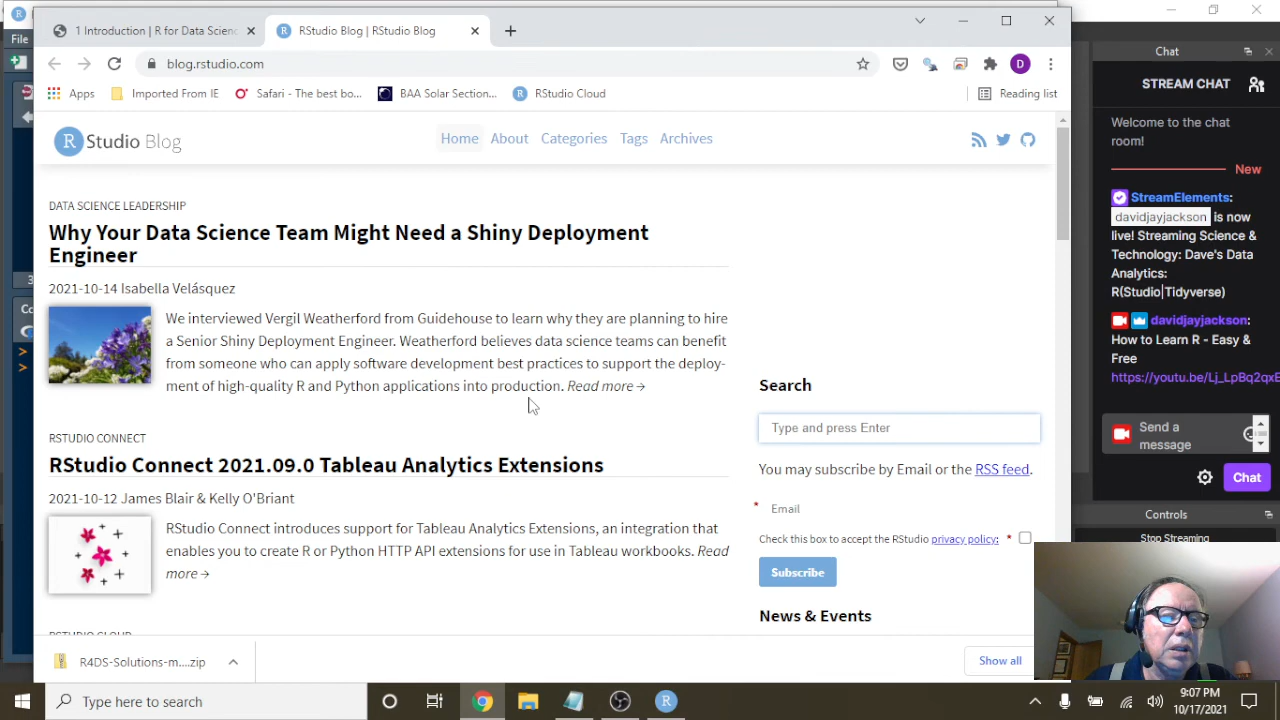 1 Introduction | R for Data Scienc
RStudio Blog | RStudio Blog
Chat
File
blog.rstudio.com
STREAM CHAT
Apps
Imported From IE
Safari - The best bo...
BAA Solar Section...
RStudio Cloud
Reading list
Welcome to the chat
room!
R Studio Blog
Home
About
Categories
Tags
Archives
New
StreamElements:
davidjayjackson is now
live! Streaming Science &
Technology: Dave's Data
Analytics:
R(Studio|Tidyverse)
DATA SCIENCE LEADERSHIP
Why Your Data Science Team Might Need a Shiny Deployment
Engineer
2021-10-14 Isabella Velásquez
We interviewed Vergil Weatherford from Guidehouse to learn why they are planning to hire
a Senior Shiny Deployment Engineer. Weatherford believes data science teams can benefit
from someone who can apply software development best practices to support the deploy-
ment of high-quality R and Python applications into production. Read more →
davidjayjackson:
How to Learn R - Easy &
Free
https://youtu.be/Lj_LpBq2qxE
Search
Type and press Enter
Send a
message
RSTUDIO CONNECT
RStudio Connect 2021.09.0 Tableau Analytics Extensions
You may subscribe by Email or the RSS feed.
Chat
2021-10-12 James Blair & Kelly O'Briant
* Email
Controls
RStudio Connect introduces support for Tableau Analytics Extensions, an integration that
enables you to create R or Python HTTP API extensions for use in Tableau workbooks. Read
more →
Check this box to accept the RStudio privacy policy: *
Stop Streaming
Subscribe
News & Events
RSTUDIO CLOUD
R4DS-Solutions-m....zip
Show all
Type here to search
9:07 PM
10/17/2021